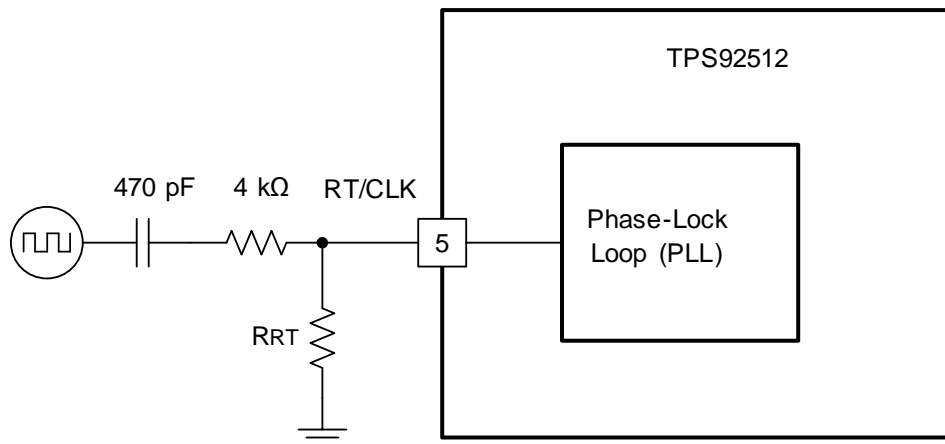 TPS92512
470 pF
4 kΩ
RT/CLK
5
Phase-Lock
Loop (PLL)
RRT